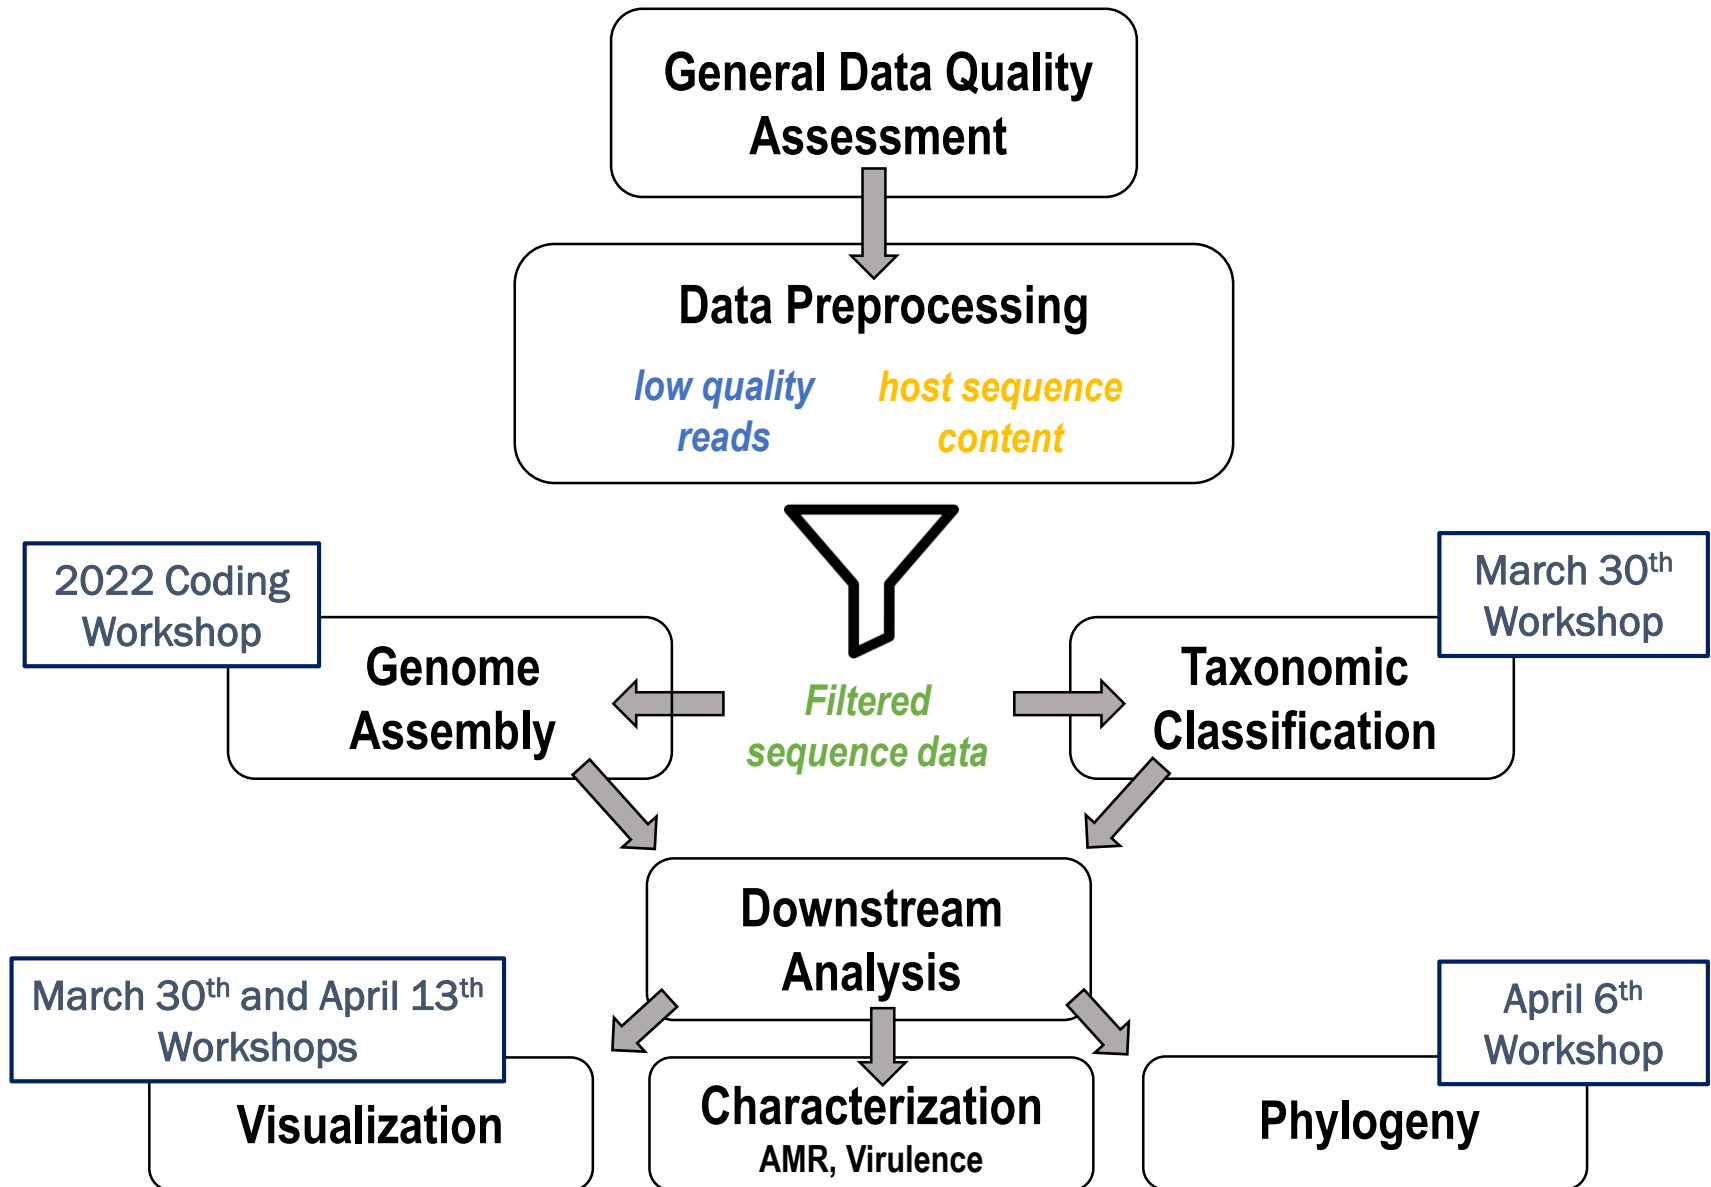 General Data Quality
Assessment
Data Preprocessing
low quality
reads
host sequence
content
2022 Coding
Workshop
March 30th
Workshop
Genome
Assembly
Filtered
sequence data
Taxonomic
Classification
Downstream
Analysis
March 30th and April 13th
Workshops
April 6th
Workshop
Visualization
Characterization
AMR, Virulence
Phylogeny